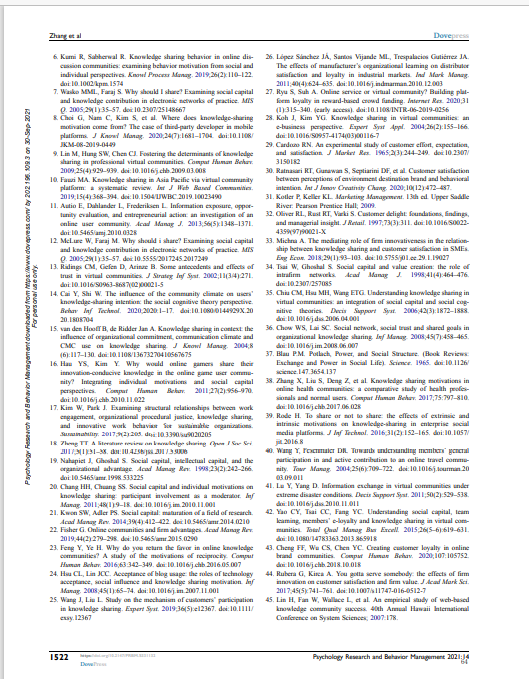 Zhang et al
Dovepress
6. Kumi R, Sabherwal R. Knowledge sharing behavior in online dis-
cussion communities: examining behavior motivation from social and
individual perspectives. Knowl Process Manag. 2019;26(2):110–122.
doi:10.1002/kpm.1574
7. Wasko MML, Faraj S. Why should I share? Examining social capital
and knowledge contribution in electronic networks of practice. MIS
Q. 2005;29(1):35–57. doi:10.2307/25148667
8. Choi G, Nam C, Kim S, et al. Where does knowledge-sharing
motivation come from? The case of third-party developer in mobile
platforms. J Knowl Manag. 2020;24(7):1681–1704. doi:10.1108/
JKM-08-2019-0449
9. Lin M, Hung SW, Chen CJ. Fostering the determinants of knowledge
sharing in professional virtual communities. Comput Human Behav.
2009;25(4):929–939. doi:10.1016/j.chb.2009.03.008
10. Fauzi MA. Knowledge sharing in Asia Pacific via virtual community
platform: a systematic review. Int J Web Based Communities.
2019;15(4):368–394. doi:10.1504/IJWBC.2019.10023490
11. Autio E, Dahlander L, Frederiksen L. Information exposure, oppor-
tunity evaluation, and entrepreneurial action: an investigation of an
online user community. Acad Manag J. 2013;56(5):1348–1371.
doi:10.5465/amj.2010.0328
12. McLure W, Faraj M. Why should i share? Examining social capital
and knowledge contribution in electronic networks of practice. MIS
Q. 2005;29(1):35–57. doi:10.5555/2017245.2017249
13. Ridings CM, Gefen D, Arinze B. Some antecedents and effects of
trust in virtual communities. J Strateg Inf Syst. 2002;11(3/4):271.
doi:10.1016/S0963-8687(02)00021-5
14. Cai Y, Shi W. The influence of the community climate on users'
knowledge-sharing intention: the social cognitive theory perspective.
Behav Inf Technol. 2020;2020:1–17. doi:10.1080/0144929X.20
20.1808704
15. van den Hooff B, de Ridder Jan A. Knowledge sharing in context: the
influence of organizational commitment, communication climate and
CMC use on knowledge sharing. J Knowl Manag. 2004;8
(6):117–130. doi:10.1108/13673270410567675
16. Hau YS, Kim Y. Why would online gamers share their
innovation-conducive knowledge in the online game user commu-
nity? Integrating individual motivations and social capital
perspectives. Comput Human Behav. 2011;27(2):956–970.
doi:10.1016/j.chb.2010.11.022
17. Kim W, Park J. Examining structural relationships between work
engagement, organizational procedural justice, knowledge sharing,
and innovative work behavior for sustainable organizations.
Sustainability. 2017;9(2):205. doi:10.3390/su9020205
18. Zheng TT. A literature review on knowledge sharing. Open J Soc Sci.
2017;5(3):51–58. doi:10.4236/jss.2017.53006
19. Nahapiet J, Ghoshal S. Social capital, intellectual capital, and the
organizational advantage. Acad Manag Rev. 1998;23(2):242–266.
doi:10.5465/amr.1998.533225
20. Chang HH, Chuang SS. Social capital and individual motivations on
knowledge sharing: participant involvement as a moderator. Inf
Manag. 2011;48(1):9–18. doi:10.1016/j.im.2010.11.001
21. Kwon SW, Adler PS. Social capital: maturation of a field of research.
Acad Manag Rev. 2014;39(4):412–422. doi:10.5465/amr.2014.0210
22. Fisher G. Online communities and firm advantages. Acad Manag Rev.
2019;44(2):279–298. doi:10.5465/amr.2015.0290
23. Feng Y, Ye H. Why do you return the favor in online knowledge
communities? A study of the motivations of reciprocity. Comput
Human Behav. 2016;63:342–349. doi:10.1016/j.chb.2016.05.007
24. Hsu CL, Lin JCC. Acceptance of blog usage: the roles of technology
acceptance, social influence and knowledge sharing motivation. Inf
Manag. 2008;45(1):65–74. doi:10.1016/j.im.2007.11.001
25. Wang J, Liu L. Study on the mechanism of customers' participation
in knowledge sharing. Expert Syst. 2019;36(5):e12367. doi:10.1111/
exsy.12367
26. López Sánchez JÁ, Santos Vijande ML, Trespalacios Gutiérrez JA.
The effects of manufacturer's organizational learning on distributor
satisfaction and loyalty in industrial markets. Ind Mark Manag.
2011;40(4):624–635. doi:10.1016/j.indmarman.2010.12.003
27. Ryu S, Suh A. Online service or virtual community? Building plat-
form loyalty in reward-based crowd funding. Internet Res. 2020;31
(1):315–340. (early access). doi:10.1108/INTR-06-2019-0256
28. Koh J, Kim YG. Knowledge sharing in virtual communities: an
e-business perspective. Expert Syst Appl. 2004;26(2):155–166.
doi:10.1016/S0957-4174(03)00116-7
29. Cardozo RN. An experimental study of customer effort, expectation,
and satisfaction. J Market Res. 1965;2(3):244–249. doi:10.2307/
3150182
30. Ratnasari RT, Gunawan S, Septiarini DF, et al. Customer satisfaction
between perceptions of environment destination brand and behavioral
intention. Int J Innov Creativity Chang. 2020;10(12):472–487.
31. Kotler P, Keller KL. Marketing Management. 13th ed. Upper Saddle
River: Pearson Prentice Hall; 2009.
32. Oliver RL, Rust RT, Varki S. Customer delight: foundations, findings,
and managerial insight. J Retail. 1997;73(3):311. doi:10.1016/S0022-
4359(97)90021-X
33. Michna A. The mediating role of firm innovativeness in the relation-
ship between knowledge sharing and customer satisfaction in SMEs.
Eng Econ. 2018;29(1):93–103. doi:10.5755/j01.ee.29.1.19027
34. Tsai W, Ghoshal S. Social capital and value creation: the role of
intrafirm networks. Acad Manage J. 1998;41(4):464–476.
doi:10.2307/257085
35. Chiu CM, Hsu MH, Wang ETG. Understanding knowledge sharing in
virtual communities: an integration of social capital and social cog-
nitive theories. Decis Support Syst. 2006;42(3):1872–1888.
doi:10.1016/j.dss.2006.04.001
36. Chow WS, Lai SC. Social network, social trust and shared goals in
organizational knowledge sharing. Inf Manag. 2008;45(7):458–465.
doi:10.1016/j.im.2008.06.007
37. Blau P.M. Potlach, Power, and Social Structure. (Book Reviews:
Exchange and Power in Social Life). Science. 1965. doi:10.1126/
science.147.3654.137
38. Zhang X, Liu S, Deng Z, et al. Knowledge sharing motivations in
online health communities: a comparative study of health profes-
sionals and normal users. Comput Human Behav. 2017;75:797–810.
doi:10.1016/j.chb.2017.06.028
39. Rode H. To share or not to share: the effects of extrinsic and
intrinsic motivations on knowledge-sharing in enterprise social
media platforms. J Inf Technol. 2016;31(2):152–165. doi:10.1057/
jit.2016.8
40. Wang Y, Fesenmaier DR. Towards understanding members' general
participation in and active contribution to an online travel commu-
nity. Tour Manag. 2004;25(6):709–722. doi:10.1016/j.tourman.20
03.09.011
41. Lu Y, Yang D. Information exchange in virtual communities under
extreme disaster conditions. Decis Support Syst. 2011;50(2):529–538.
doi:10.1016/j.dss.2010.11.011
42. Yao CY, Tsai CC, Fang YC. Understanding social capital, team
learning, members' e-loyalty and knowledge sharing in virtual com-
munities. Total Qual Manag Bus Excell. 2015;26(5–6):619–631.
doi:10.1080/14783363.2013.865918
43. Cheng FF, Wu CS, Chen YC. Creating customer loyalty in online
brand communities. Comput Human Behav. 2020;107:105752.
doi:10.1016/j.chb.2018.10.018
44. Rubera G, Kirca A. You gotta serve somebody: the effects of firm
innovation on customer satisfaction and firm value. J Acad Mark Sci.
2017;45(5):741–761. doi:10.1007/s11747-016-0512-7
45. Lin H, Fan W, Wallace L, et al. An empirical study of web-based
knowledge community success. 40th Annual Hawaii International
Conference on System Sciences; 2007:178.
1522
DovePress
Psychology Research and Behavior Management 2021:14
64
Psychology Research and Behavior Management downloaded from https://www.dovepress.com/ by 202.198.109.3 on 30-Sep-2021
For personal use only.